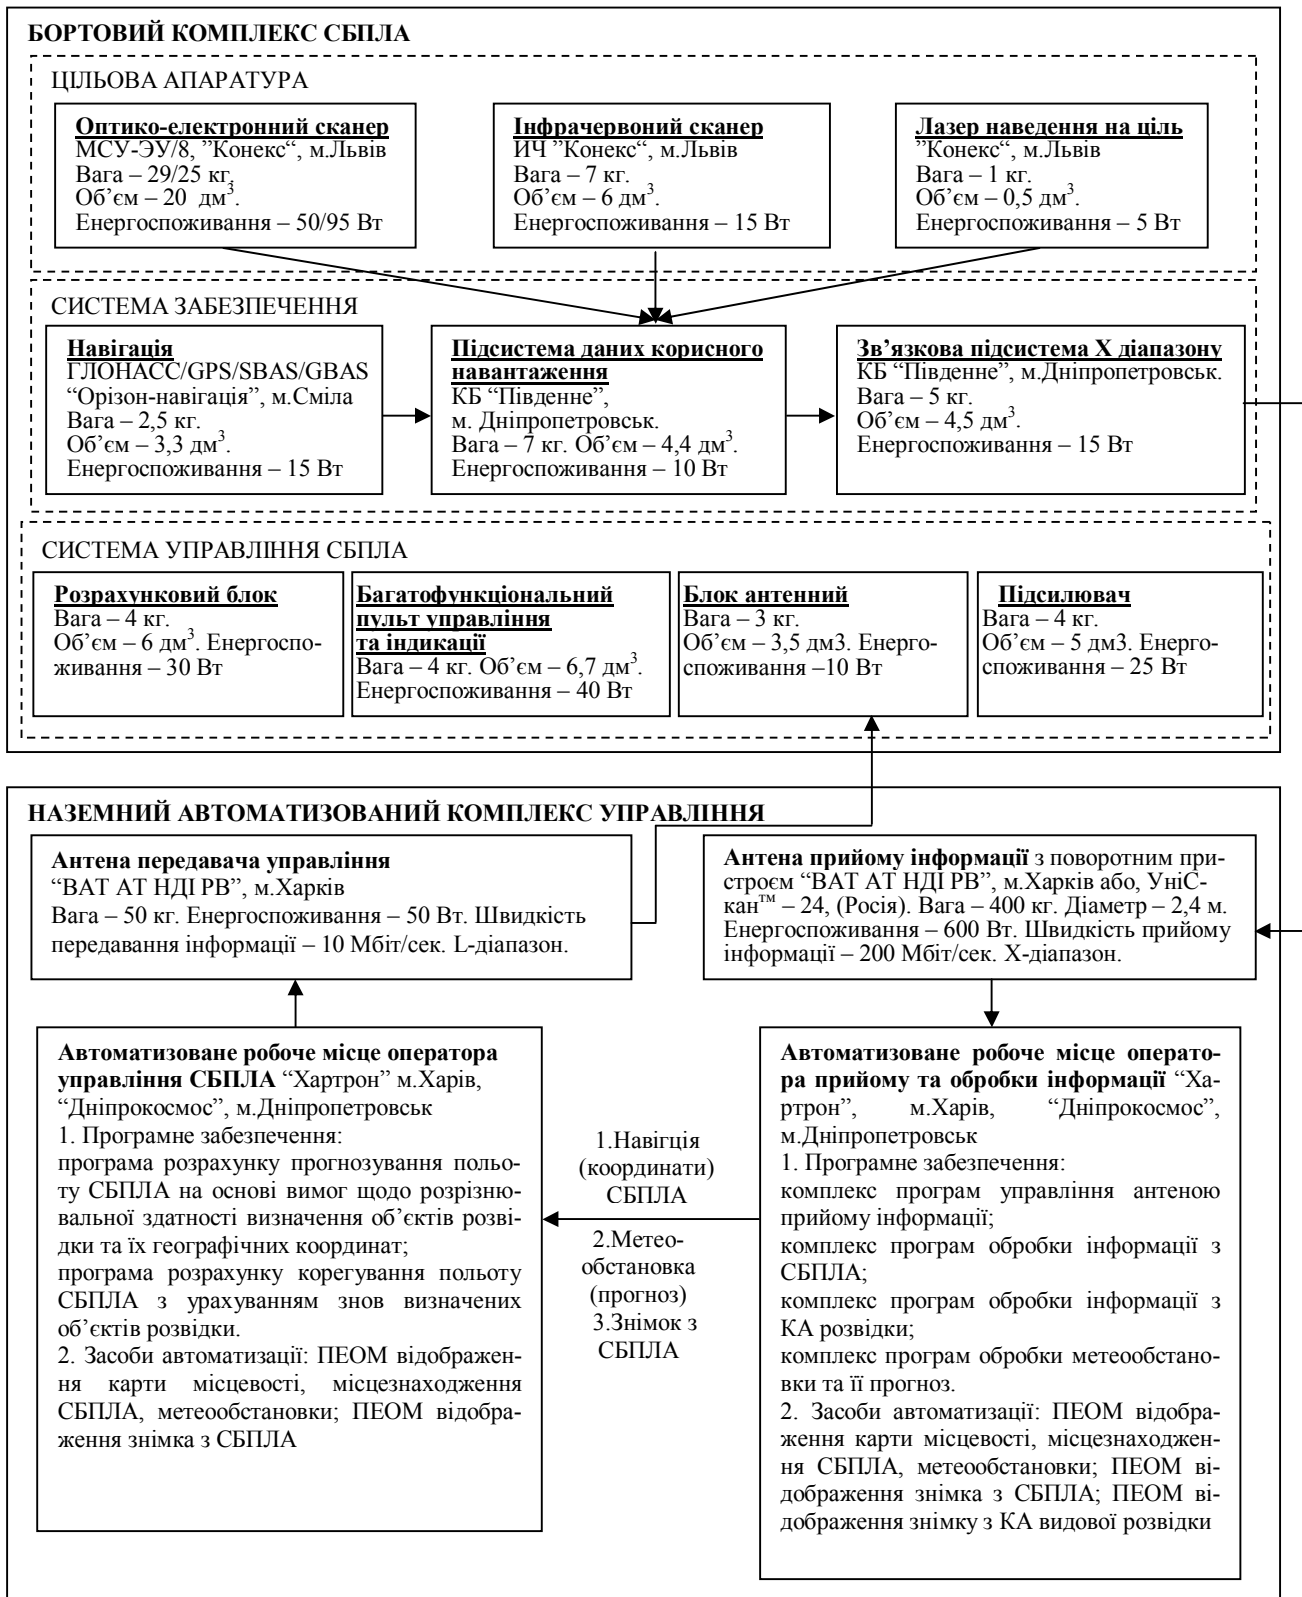 БОРТОВИЙ КОМПЛЕКС СБПЛА
ЦІЛЬОВА АПАРАТУРА
Оптико-електронний сканер
МСУ-ЭУ/8, ”Конекс“, м.Львів
Вага – 29/25 кг.
Об’єм – 20 дм³.
Енергоспоживання – 50/95 Вт
Інфрачервоний сканер
ИЧ ”Конекс“, м.Львів
Вага – 7 кг.
Об’єм – 6 дм³.
Енергоспоживання – 15 Вт
Лазер наведення на ціль
”Конекс“, м.Львів
Вага – 1 кг.
Об’єм – 0,5 дм³.
Енергоспоживання – 5 Вт
СИСТЕМА ЗАБЕЗПЕЧЕННЯ
Навігація
ГЛОНАСС/GPS/SBAS/GBAS
“Орізон-навігація”, м.Сміла
Вага – 2,5 кг.
Об’єм – 3,3 дм³.
Енергоспоживання – 15 Вт
Підсистема даних корисного
навантаження
КБ “Південне”,
м. Дніпропетровськ.
Вага – 7 кг. Об’єм – 4,4 дм³.
Енергоспоживання – 10 Вт
Зв’язкова підсистема Х діапазону
КБ “Південне”, м.Дніпропетровськ.
Вага – 5 кг.
Об’єм – 4,5 дм³.
Енергоспоживання – 15 Вт
СИСТЕМА УПРАВЛІННЯ СБПЛА
Розрахунковий блок
Вага – 4 кг.
Об’єм – 6 дм³. Енергоспо-
живання – 30 Вт
Багатофункціональний
пульт управління
та індикації
Вага – 4 кг. Об’єм – 6,7 дм³.
Енергоспоживання – 40 Вт
Блок антенний
Вага – 3 кг.
Об’єм – 3,5 дм3. Енерго-
споживання –10 Вт
Підсилювач
Вага – 4 кг.
Об’єм – 5 дм3. Енерго-
споживання – 25 Вт
НАЗЕМНИЙ АВТОМАТИЗОВАНИЙ КОМПЛЕКС УПРАВЛІННЯ
Антена передавача управління
“ВАТ АТ НДІ РВ”, м.Харків
Вага – 50 кг. Енергоспоживання – 50 Вт. Швидкість
передавання інформації – 10 Мбіт/сек. L-діапазон.
Антена прийому інформації з поворотним при-
строєм “ВАТ АТ НДІ РВ”, м.Харків або, УніС-
кан™ – 24, (Росія). Вага – 400 кг. Діаметр – 2,4 м.
Енергоспоживання – 600 Вт. Швидкість прийому
інформації – 200 Мбіт/сек. Х-діапазон.
Автоматизоване робоче місце оператора
управління СБПЛА “Хартрон” м.Харів,
“Дніпрокосмос”, м.Дніпропетровськ
1. Програмне забезпечення:
програма розрахунку прогнозування польо-
ту СБПЛА на основі вимог щодо розрізню-
вальної здатності визначення об’єктів розвід-
ки та їх географічних координат;
програма розрахунку корегування польоту
СБПЛА з урахуванням знов визначених
об’єктів розвідки.
2. Засоби автоматизації: ПЕОМ відображен-
ня карти місцевості, місцезнаходження
СБПЛА, метеообстановки; ПЕОМ відобра-
ження знімка з СБПЛА
1.Навігція
(координати)
СБПЛА
2.Метео-
обстановка
(прогноз)
3.Знімок з
СБПЛА
Автоматизоване робоче місце операто-
ра прийому та обробки інформації “Ха-
ртрон”, м.Харів, “Дніпрокосмос”,
м.Дніпропетровськ
1. Програмне забезпечення:
комплекс програм управління антеною
прийому інформації;
комплекс програм обробки інформації з
СБПЛА;
комплекс програм обробки інформації з
КА розвідки;
комплекс програм обробки метеообстано-
вки та її прогноз.
2. Засоби автоматизації: ПЕОМ відобра-
ження карти місцевості, місцезнаходжен-
ня СБПЛА, метеообстановки; ПЕОМ ві-
дображення знімка з СБПЛА; ПЕОМ ві-
дображення знімку з КА видової розвідки